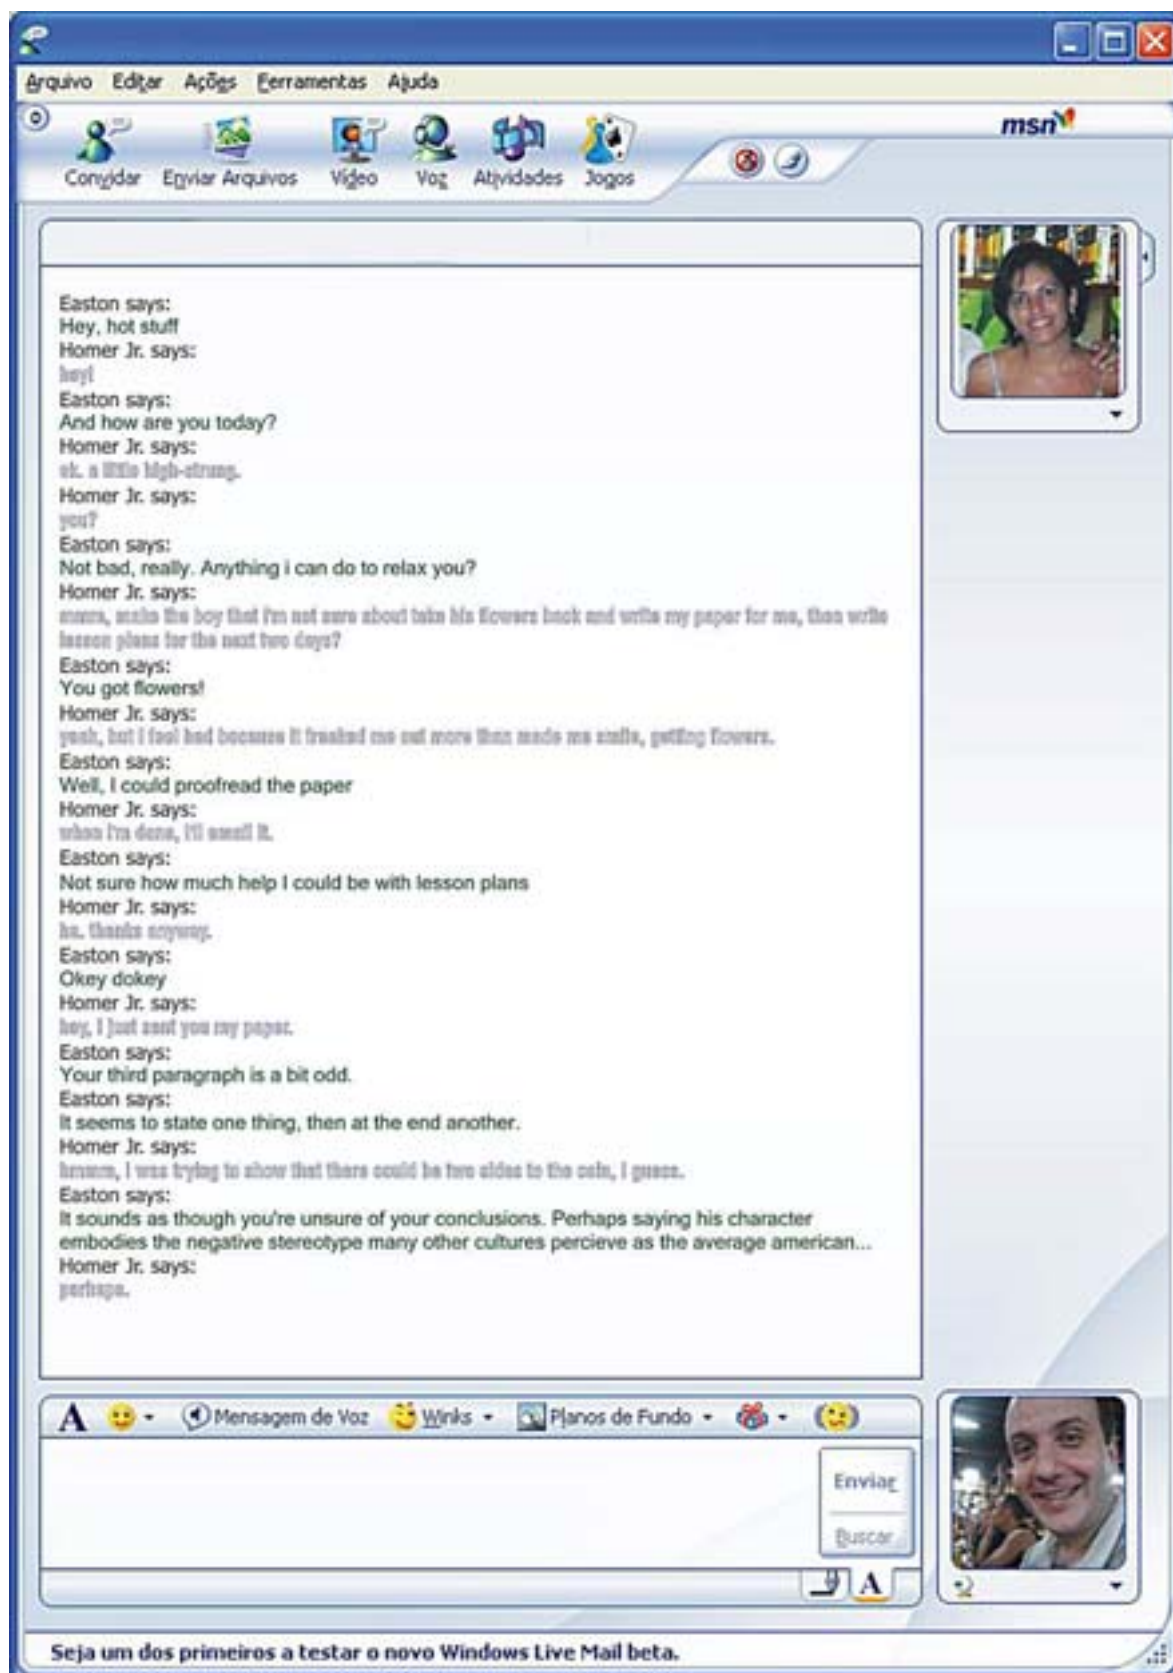 Arquivo Editar Ações Ferramentas Ajuda
msn
Convidar Enviar Arquivos Vídeo Voz Atividades Jogos
Easton says:
Hey, hot stuff
Homer Jr. says:
hey!
Easton says:
And how are you today?
Homer Jr. says:
ok. a little high-strung.
Homer Jr. says:
you?
Easton says:
Not bad, really. Anything i can do to relax you?
Homer Jr. says:
make the boy that i'm not sure about take his flowers back and write my paper for me, then write
lesson plans for the next two days?
Easton says:
You got flowers!
Homer Jr. says:
yeah, but i feel bad because it freaked me out more than made me smile, getting flowers.
Easton says:
Well, I could proofread the paper
Homer Jr. says:
when i'm done, i'll email it.
Easton says:
Not sure how much help I could be with lesson plans
Homer Jr. says:
ha. thanks anyway.
Easton says:
Okey dokey
Homer Jr. says:
hey, I just sent you my paper.
Easton says:
Your third paragraph is a bit odd.
Easton says:
It seems to state one thing, then at the end another.
Homer Jr. says:
hmmm, I was trying to show that there could be two sides to the coin, I guess.
Easton says:
It sounds as though you're unsure of your conclusions. Perhaps saying his character
embodies the negative stereotype many other cultures percieve as the average american...
Homer Jr. says:
perhaps.
A Mensagem de Voz Winks Planos de Fundo
Enviar
Buscar
A
Seja um dos primeiros a testar o novo Windows Live Mail beta.